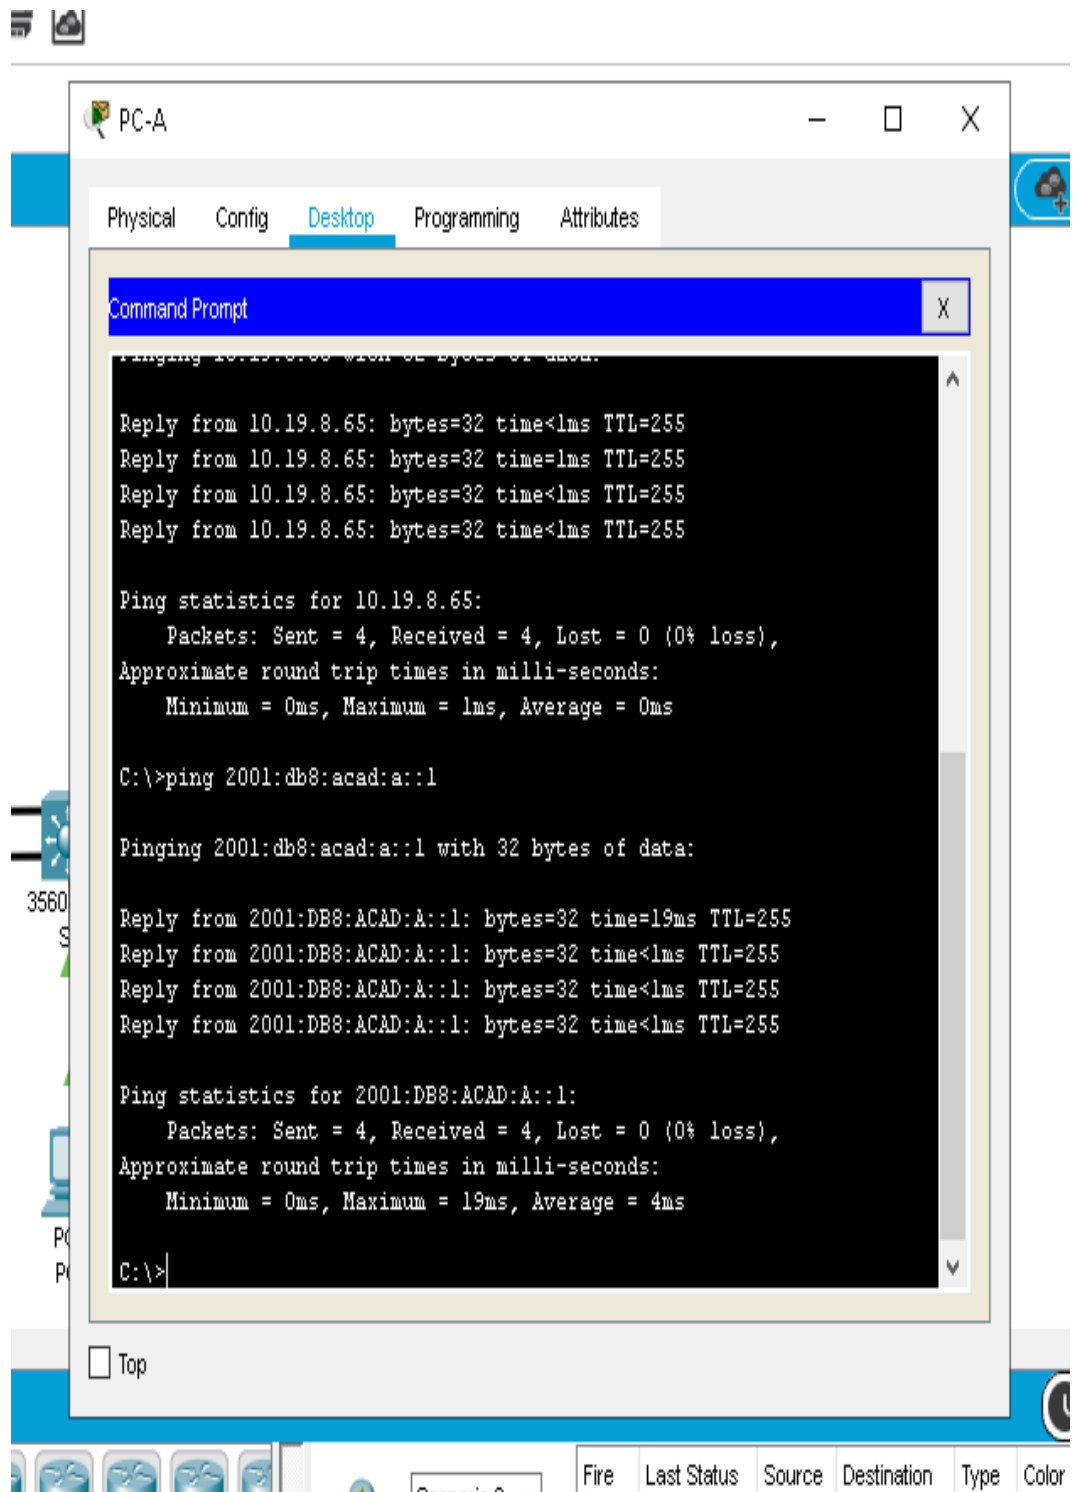 PC-A
Physical Config Desktop Programming Attributes
Command Prompt X
Pinging with 32 bytes of data:
Reply from 10.19.8.65: bytes=32 time<1ms TTL=255
Reply from 10.19.8.65: bytes=32 time=1ms TTL=255
Reply from 10.19.8.65: bytes=32 time<1ms TTL=255
Reply from 10.19.8.65: bytes=32 time<1ms TTL=255
Ping statistics for 10.19.8.65:
Packets: Sent = 4, Received = 4, Lost = 0 (0% loss),
Approximate round trip times in milli-seconds:
Minimum = 0ms, Maximum = 1ms, Average = 0ms
C:\>ping 2001:db8:acad:a::1
Pinging 2001:db8:acad:a::1 with 32 bytes of data:
Reply from 2001:DB8:ACAD:A::1: bytes=32 time=19ms TTL=255
Reply from 2001:DB8:ACAD:A::1: bytes=32 time<1ms TTL=255
Reply from 2001:DB8:ACAD:A::1: bytes=32 time<1ms TTL=255
Reply from 2001:DB8:ACAD:A::1: bytes=32 time<1ms TTL=255
Ping statistics for 2001:DB8:ACAD:A::1:
Packets: Sent = 4, Received = 4, Lost = 0 (0% loss),
Approximate round trip times in milli-seconds:
Minimum = 0ms, Maximum = 19ms, Average = 4ms
C:\>
3560
Top
Fire Last Status Source Destination Type Color